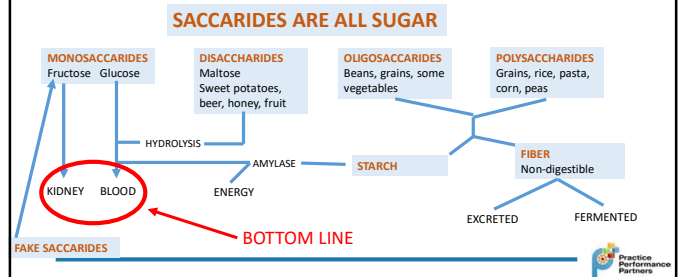 SACCARIDES ARE ALL SUGAR
MONOSACCARIDES
Fructose Glucose
DISACCHARIDES
Maltose
Sweet potatoes,
beer, honey, fruit
OLIGOSACCARIDES
Beans, grains, some
vegetables
POLYSACCHARIDES
Grains, rice, pasta,
corn, peas
HYDROLYSIS
AMYLASE
STARCH
FIBER
Non-digestible
KIDNEY BLOOD
ENERGY
EXCRETED
FERMENTED
BOTTOM LINE
FAKE SACCARIDES
Practice
Performance
Partners